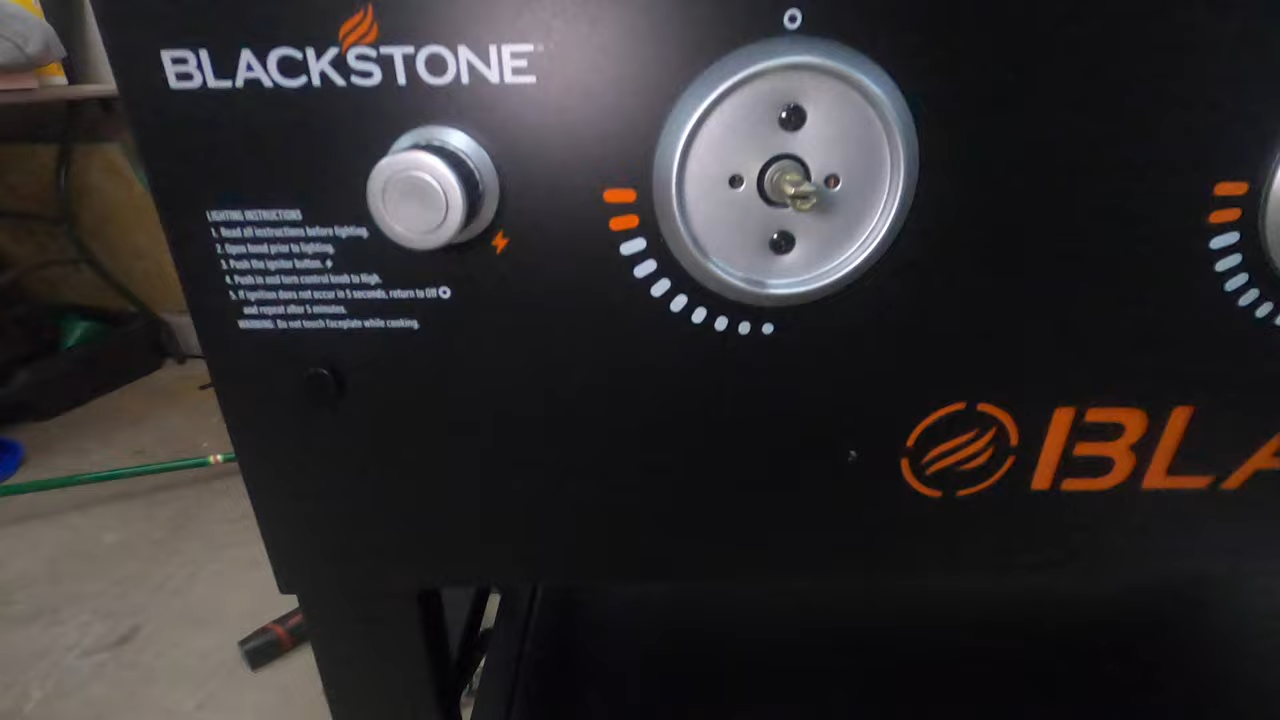 BLACKSTONE
LIGHTING INSTRUCTIONS
1. Read all instructions before lighting.
2. Open hood prior to lighting.
3. Push the ignitor button.
4. Push in and turn control knob to High.
5. If ignition does not occur in 5 seconds, return to Off
and repeat after 5 minutes.
WARNING: Do not touch faceplate while cooking.
BLA